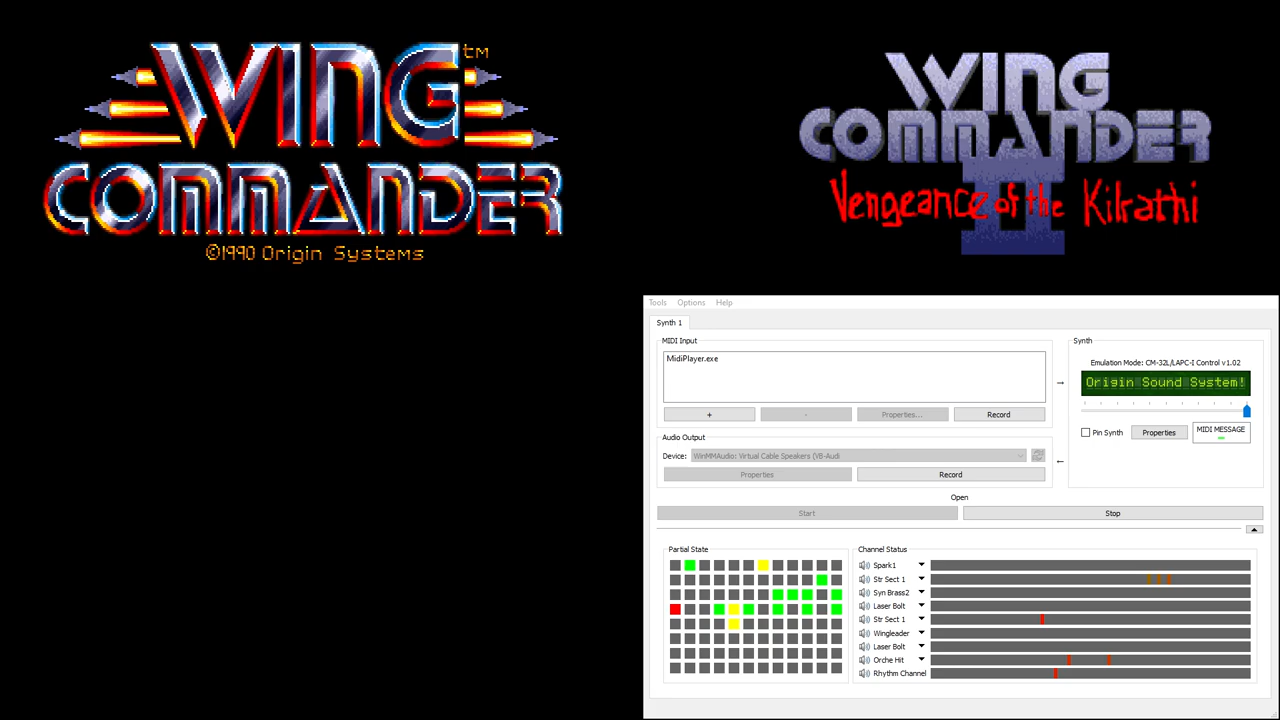 WING™
COMMANDER
©1990 Origin Systems
WING
COMMANDER
II
Vengeance of the Kilrathi
Tools Options Help
Synth 1
MIDI Input
MidiPlayer.exe
+ - Properties... Record
Audio Output
Device: WinMMAudio: Virtual Cable Speakers (VB-Audi
Properties Record
Synth
Emulation Mode: CM-32L/LAPC-I Control v1.02
Origin Sound System!
Pin Synth Properties MIDI MESSAGE
Open
Start Stop
Partial State
Channel Status
Spark1
Str Sect 1
Syn Brass2
Laser Bolt
Str Sect 1
Wingleader
Laser Bolt
Orche Hit
Rhythm Channel